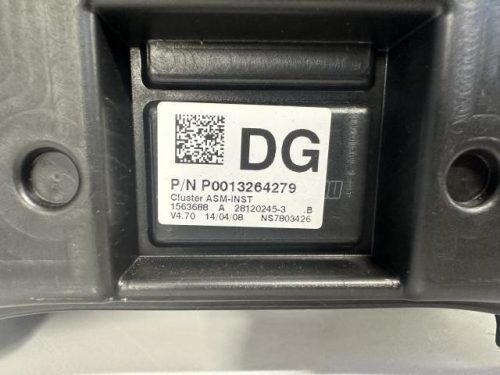 DG
P/N P0013264279
Cluster ASM-INST
1563688 A 28120245-3 .B
V4.70 14/04/08 NS7803426